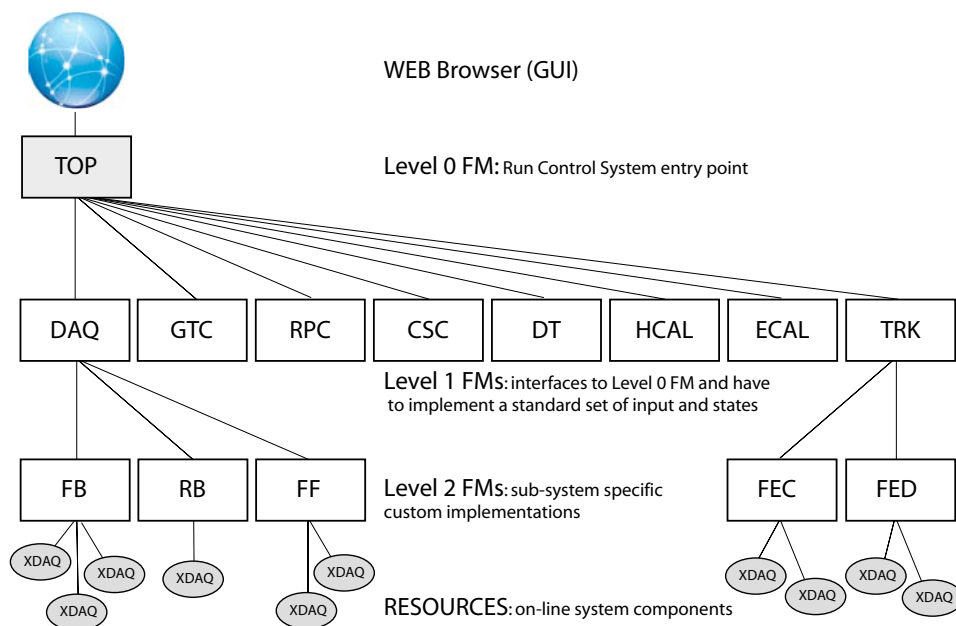 WEB Browser (GUI)
TOP
Level 0 FM: Run Control System entry point
DAQ GTC RPC CSC DT HCAL ECAL TRK
Level 1 FMs: interfaces to Level 0 FM and have
to implement a standard set of input and states
FB RB FF FEC FED
Level 2 FMs: sub-system specific
custom implementations
XDAQ XDAQ XDAQ XDAQ XDAQ XDAQ
XDAQ XDAQ XDAQ XDAQ
RESOURCES: on-line system components